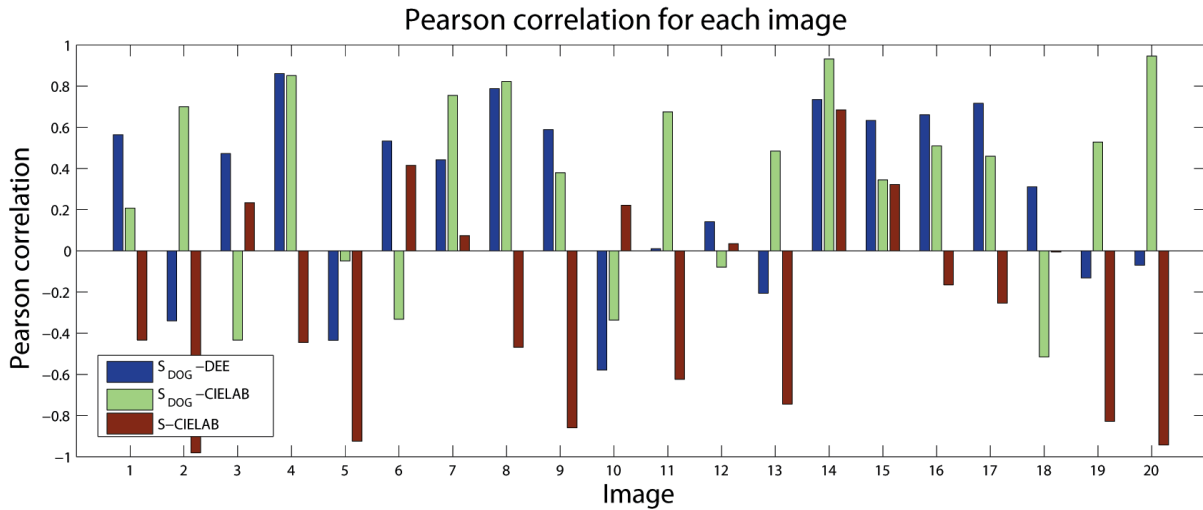 Pearson correlation for each image
Pearson correlation
1
0.8
0.6
0.4
0.2
0
−0.2
−0.4
−0.6
−0.8
−1
S DOG −DEE
S DOG −CIELAB
S−CIELAB
1 2 3 4 5 6 7 8 9 10 11 12 13 14 15 16 17 18 19 20
Image